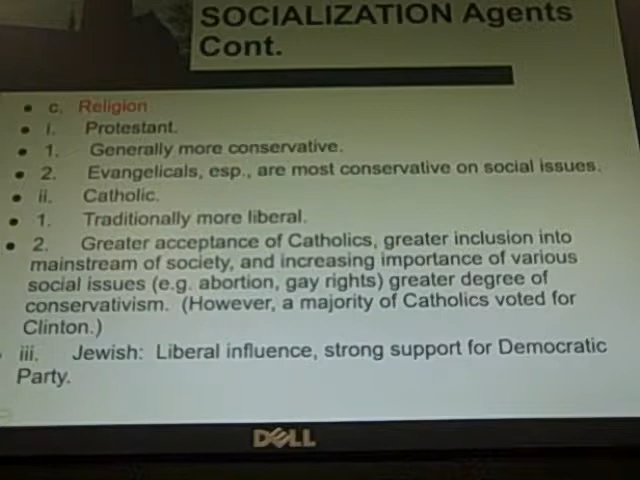 SOCIALIZATION Agents
Cont.
• c. Religion
• i. Protestant.
• 1. Generally more conservative.
• 2. Evangelicals, esp., are most conservative on social issues.
• ii. Catholic.
• 1. Traditionally more liberal.
• 2. Greater acceptance of Catholics, greater inclusion into
mainstream of society, and increasing importance of various
social issues (e.g. abortion, gay rights) greater degree of
conservativism. (However, a majority of Catholics voted for
Clinton.)
• iii. Jewish: Liberal influence, strong support for Democratic
Party.
DELL